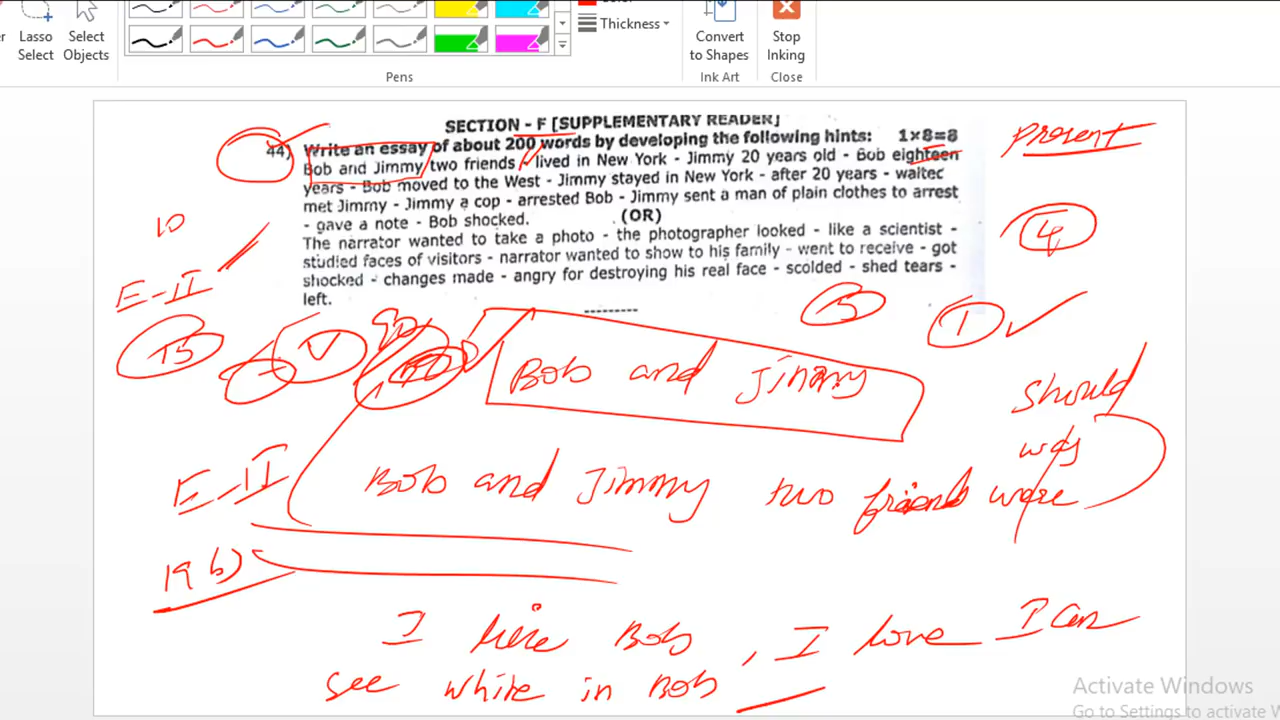 Lasso
Select
Select
Objects
Thickness
Pens
Convert
to Shapes
Ink Art
Stop
Inking
Close
SECTION - F [SUPPLEMENTARY READER]
44) Write an essay of about 200 words by developing the following hints: 1×8=8
Bob and Jimmy two friends - lived in New York - Jimmy 20 years old - Bob eighteen
years - Bob moved to the West - Jimmy stayed in New York - after 20 years - waited
met Jimmy - Jimmy a cop - arrested Bob - Jimmy sent a man of plain clothes to arrest
- gave a note - Bob shocked.
(OR)
The narrator wanted to take a photo - the photographer looked - like a scientist -
studied faces of visitors - narrator wanted to show to his family - went to receive - got
shocked - changes made - angry for destroying his real face - scolded - shed tears -
left.
---------
present
10
E-II
15
V
5
1
Bob and Jimmy
should
was
E-II
Bob and Jimmy two friends were
19 b)
I like Bob, I love I can
see white in Bob
Activate Windows
Go to Settings to activate W